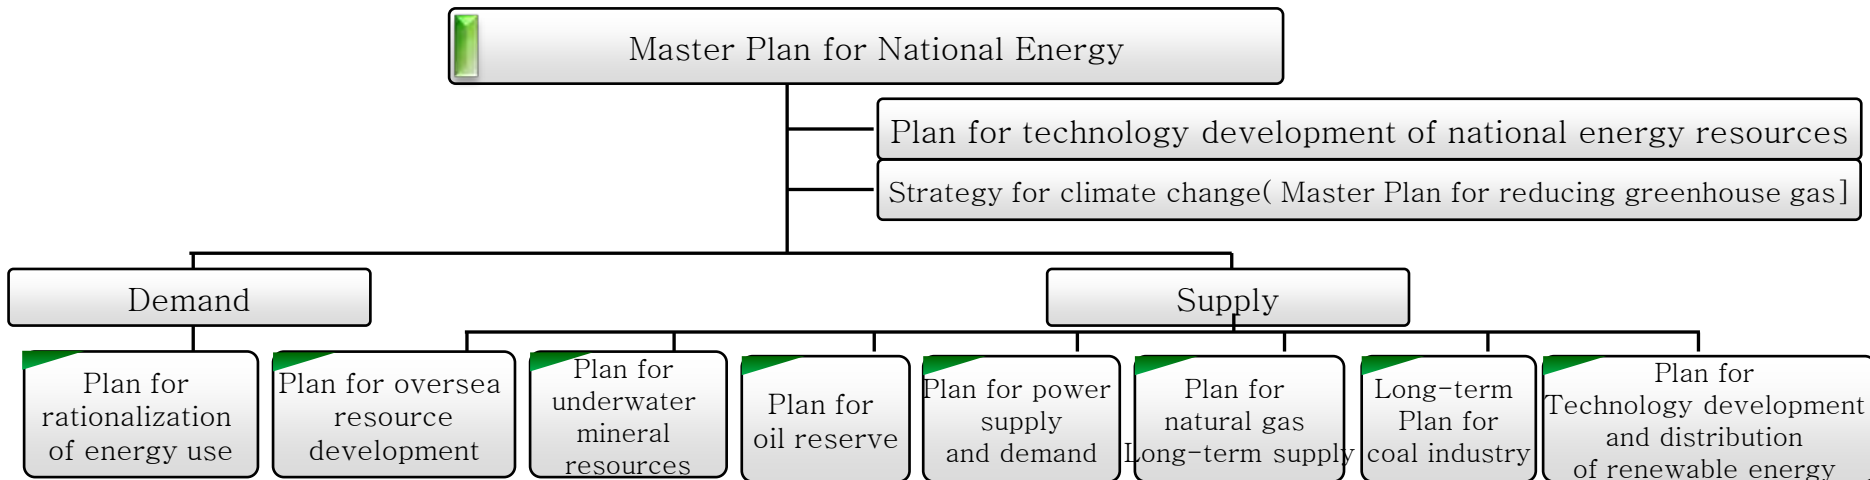 Master Plan for National Energy
Plan for technology development of national energy resources
Strategy for climate change( Master Plan for reducing greenhouse gas]
Demand
Supply
Plan for
rationalization
of energy use
Plan for oversea
resource
development
Plan for
underwater
mineral
resources
Plan for
oil reserve
Plan for power
supply
and demand
Plan for
natural gas
Long-term supply
Long-term
Plan for
coal industry
Plan for
Technology development
and distribution
of renewable energy